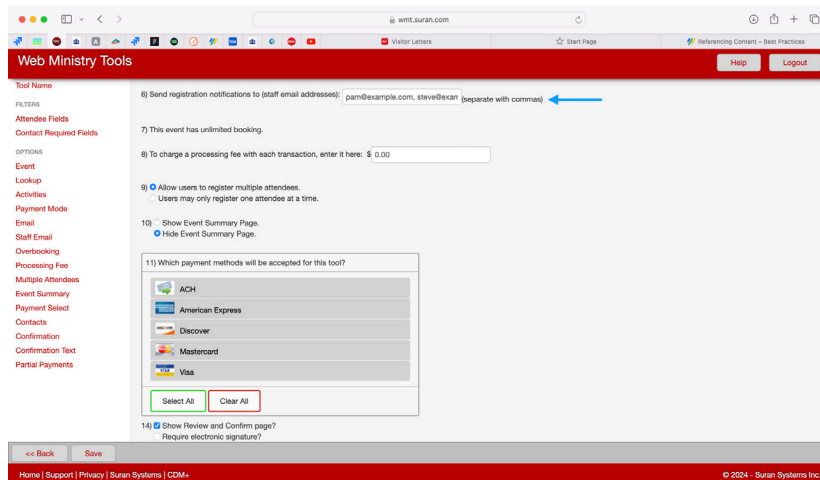 wmt.suran.com
Visitor Letters
Start Page
Referencing Content – Best Practices
Web Ministry Tools
Help
Logout
Tool Name
FILTERS
Attendee Fields
Contact Required Fields
OPTIONS
Event
Lookup
Activities
Payment Mode
Email
Staff Email
Overbooking
Processing Fee
Multiple Attendees
Event Summary
Payment Select
Contacts
Confirmation
Confirmation Text
Partial Payments
6) Send registration notifications to (staff email addresses): pam@example.com, steve@exam (separate with commas)
7) This event has unlimited booking.
8) To charge a processing fee with each transaction, enter it here: $ 0.00
9) Allow users to register multiple attendees.
Users may only register one attendee at a time.
10) Show Event Summary Page.
Hide Event Summary Page.
11) Which payment methods will be accepted for this tool?
ACH
American Express
DISCOVER Discover
Mastercard
VISA Visa
Select All
Clear All
14) Show Review and Confirm page?
Require electronic signature?
<< Back
Save
Home | Support | Privacy | Suran Systems | CDM+
© 2024 - Suran Systems Inc.